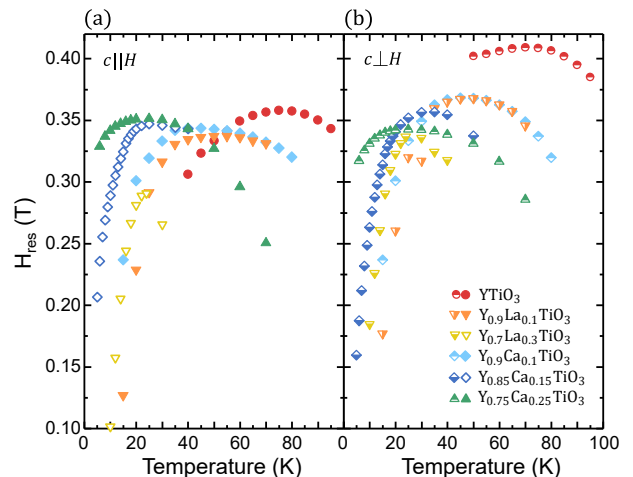 (a)
(b)
c||H
c⊥H
0.40
0.35
0.30
0.25
0.20
0.15
0.10
H_res (T)
YTiO₃
Y₀.₉La₀.₁TiO₃
Y₀.₇La₀.₃TiO₃
Y₀.₉Ca₀.₁TiO₃
Y₀.₈₅Ca₀.₁₅TiO₃
Y₀.₇₅Ca₀.₂₅TiO₃
0 20 40 60 80 0 20 40 60 80 100
Temperature (K) Temperature (K)